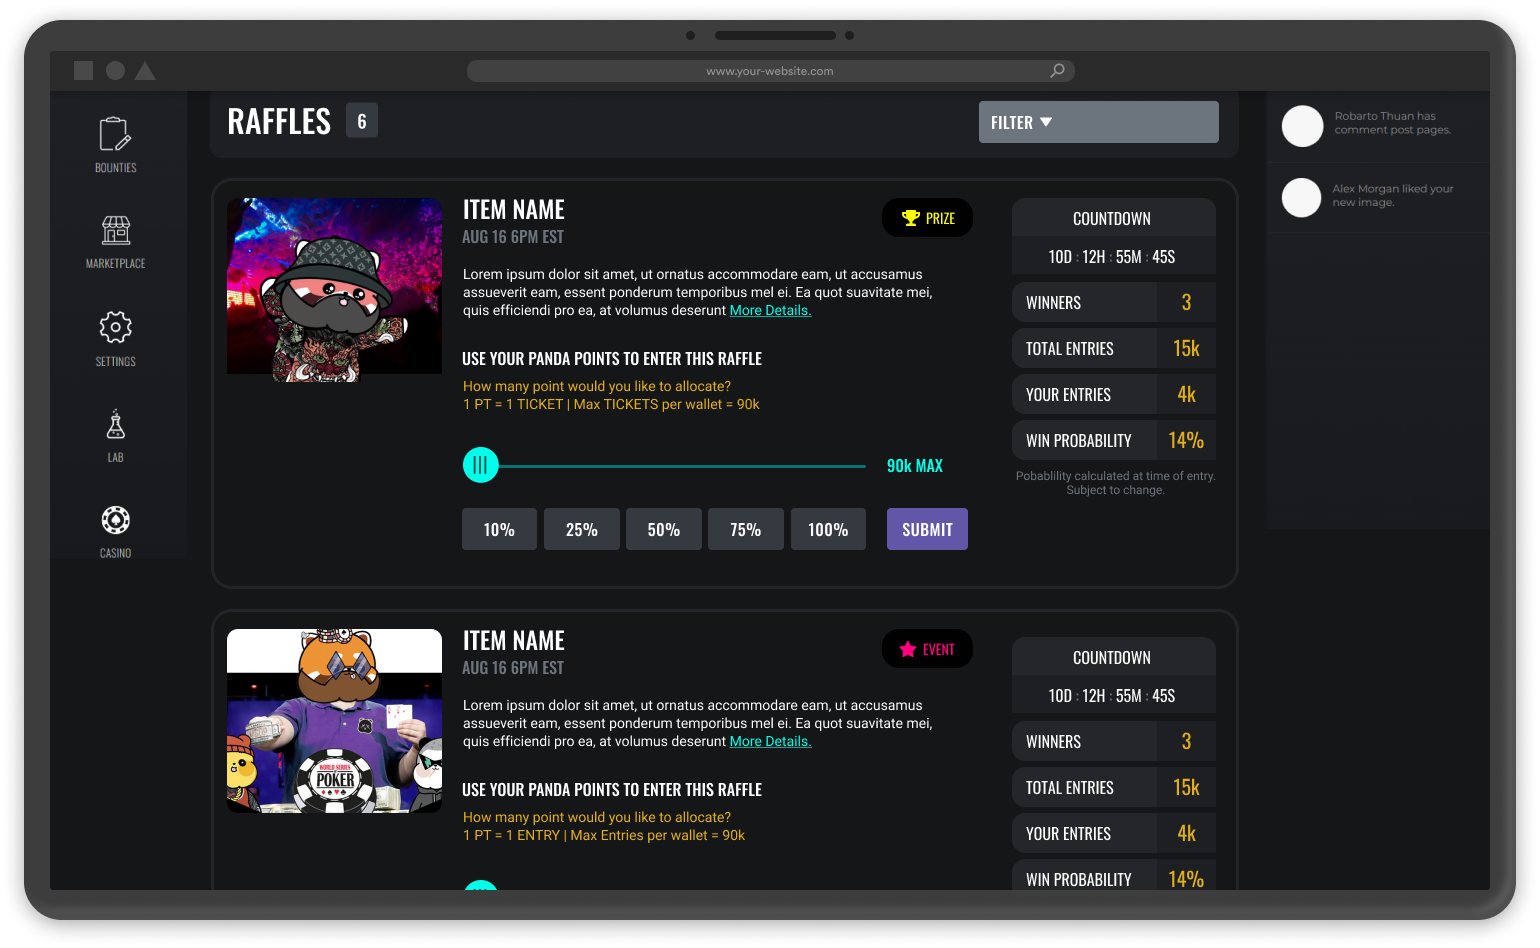 www.your-website.com
BOUNTIES
MARKETPLACE
SETTINGS
LAB
CASINO
RAFFLES 6
FILTER
ITEM NAME
AUG 16 6PM EST
PRIZE
Lorem ipsum dolor sit amet, ut ornatus accommodare eam, ut accusamus
assueverit eam, essent ponderum temporibus mel ei. Ea quot suavitate mei,
quis efficiendi pro ea, at volumus deserunt More Details.
USE YOUR PANDA POINTS TO ENTER THIS RAFFLE
How many point would you like to allocate?
1 PT = 1 TICKET | Max TICKETS per wallet = 90k
90k MAX
10% 25% 50% 75% 100% SUBMIT
COUNTDOWN
10D : 12H : 55M : 45S
WINNERS 3
TOTAL ENTRIES 15k
YOUR ENTRIES 4k
WIN PROBABILITY 14%
Pobablility calculated at time of entry.
Subject to change.
WORLD SERIES
POKER
ITEM NAME
AUG 16 6PM EST
EVENT
Lorem ipsum dolor sit amet, ut ornatus accommodare eam, ut accusamus
assueverit eam, essent ponderum temporibus mel ei. Ea quot suavitate mei,
quis efficiendi pro ea, at volumus deserunt More Details.
USE YOUR PANDA POINTS TO ENTER THIS RAFFLE
How many point would you like to allocate?
1 PT = 1 ENTRY | Max Entries per wallet = 90k
COUNTDOWN
10D : 12H : 55M : 45S
WINNERS 3
TOTAL ENTRIES 15k
YOUR ENTRIES 4k
WIN PROBABILITY 14%
Robarto Thuan has
comment post pages.
Alex Morgan liked your
new image.